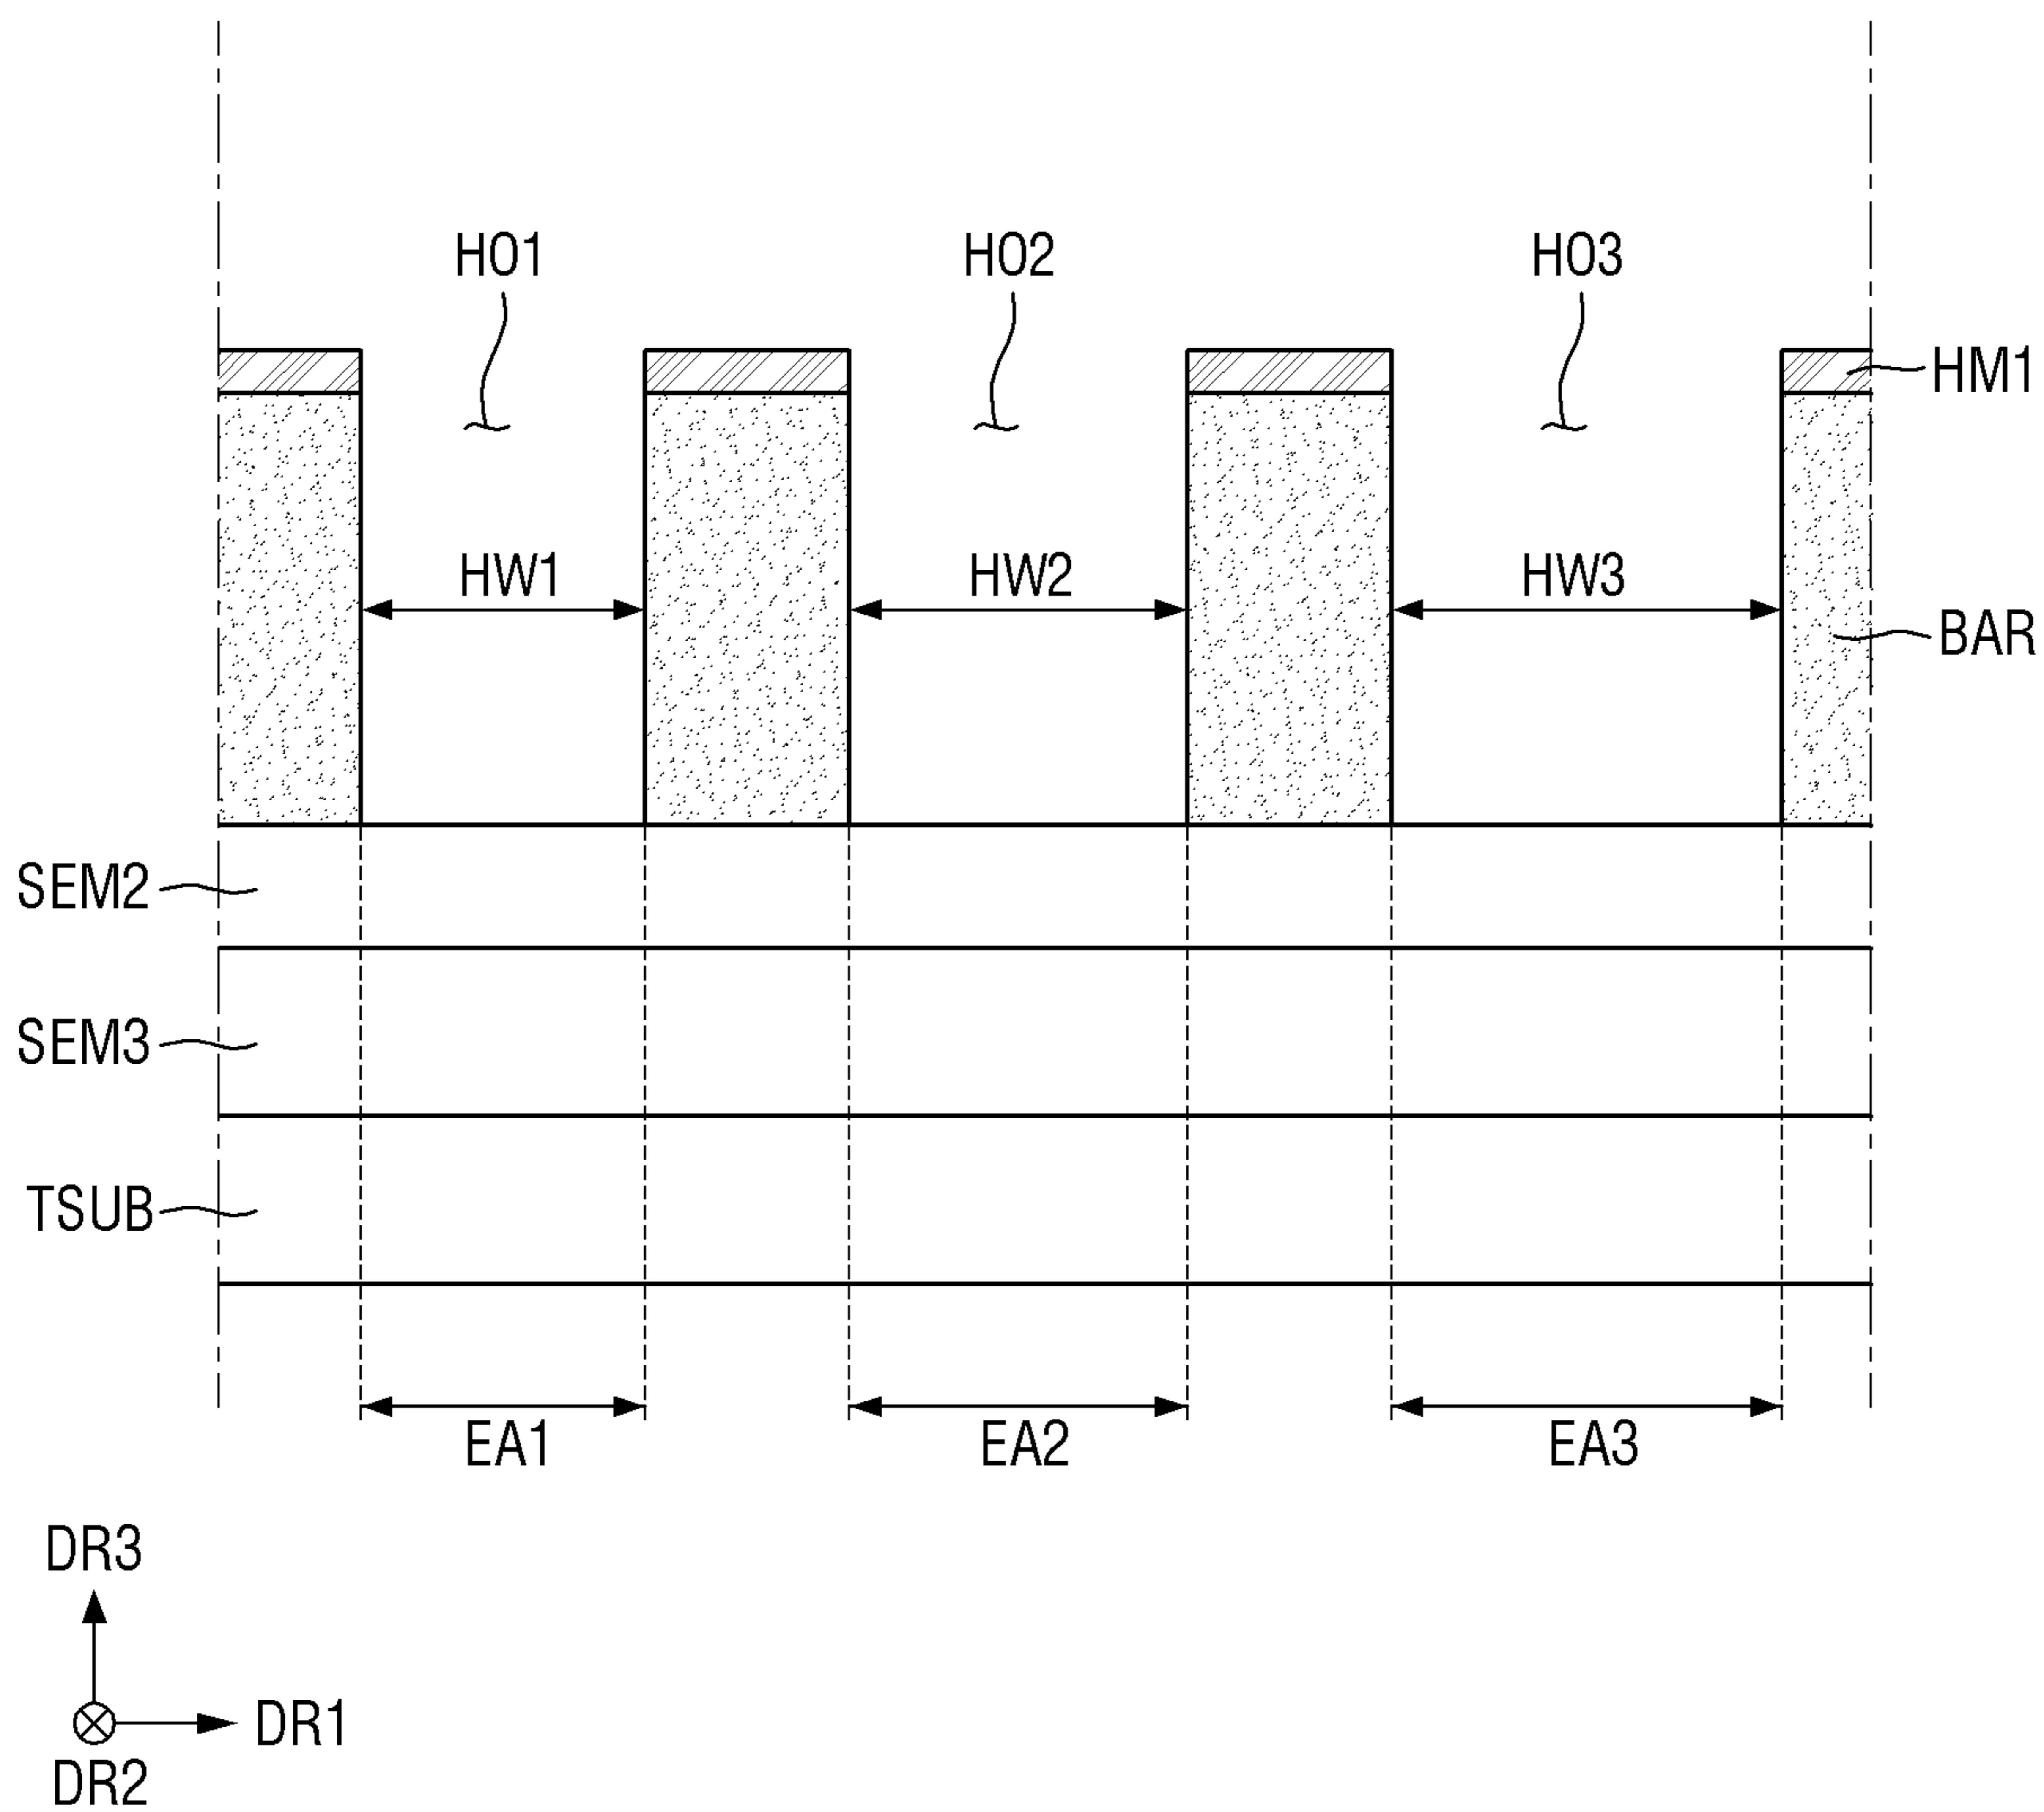 HO1 HO2 HO3
HM1
HW1 HW2 HW3
BAR
SEM2
SEM3
TSUB
EA1 EA2 EA3
DR3
DR1
DR2